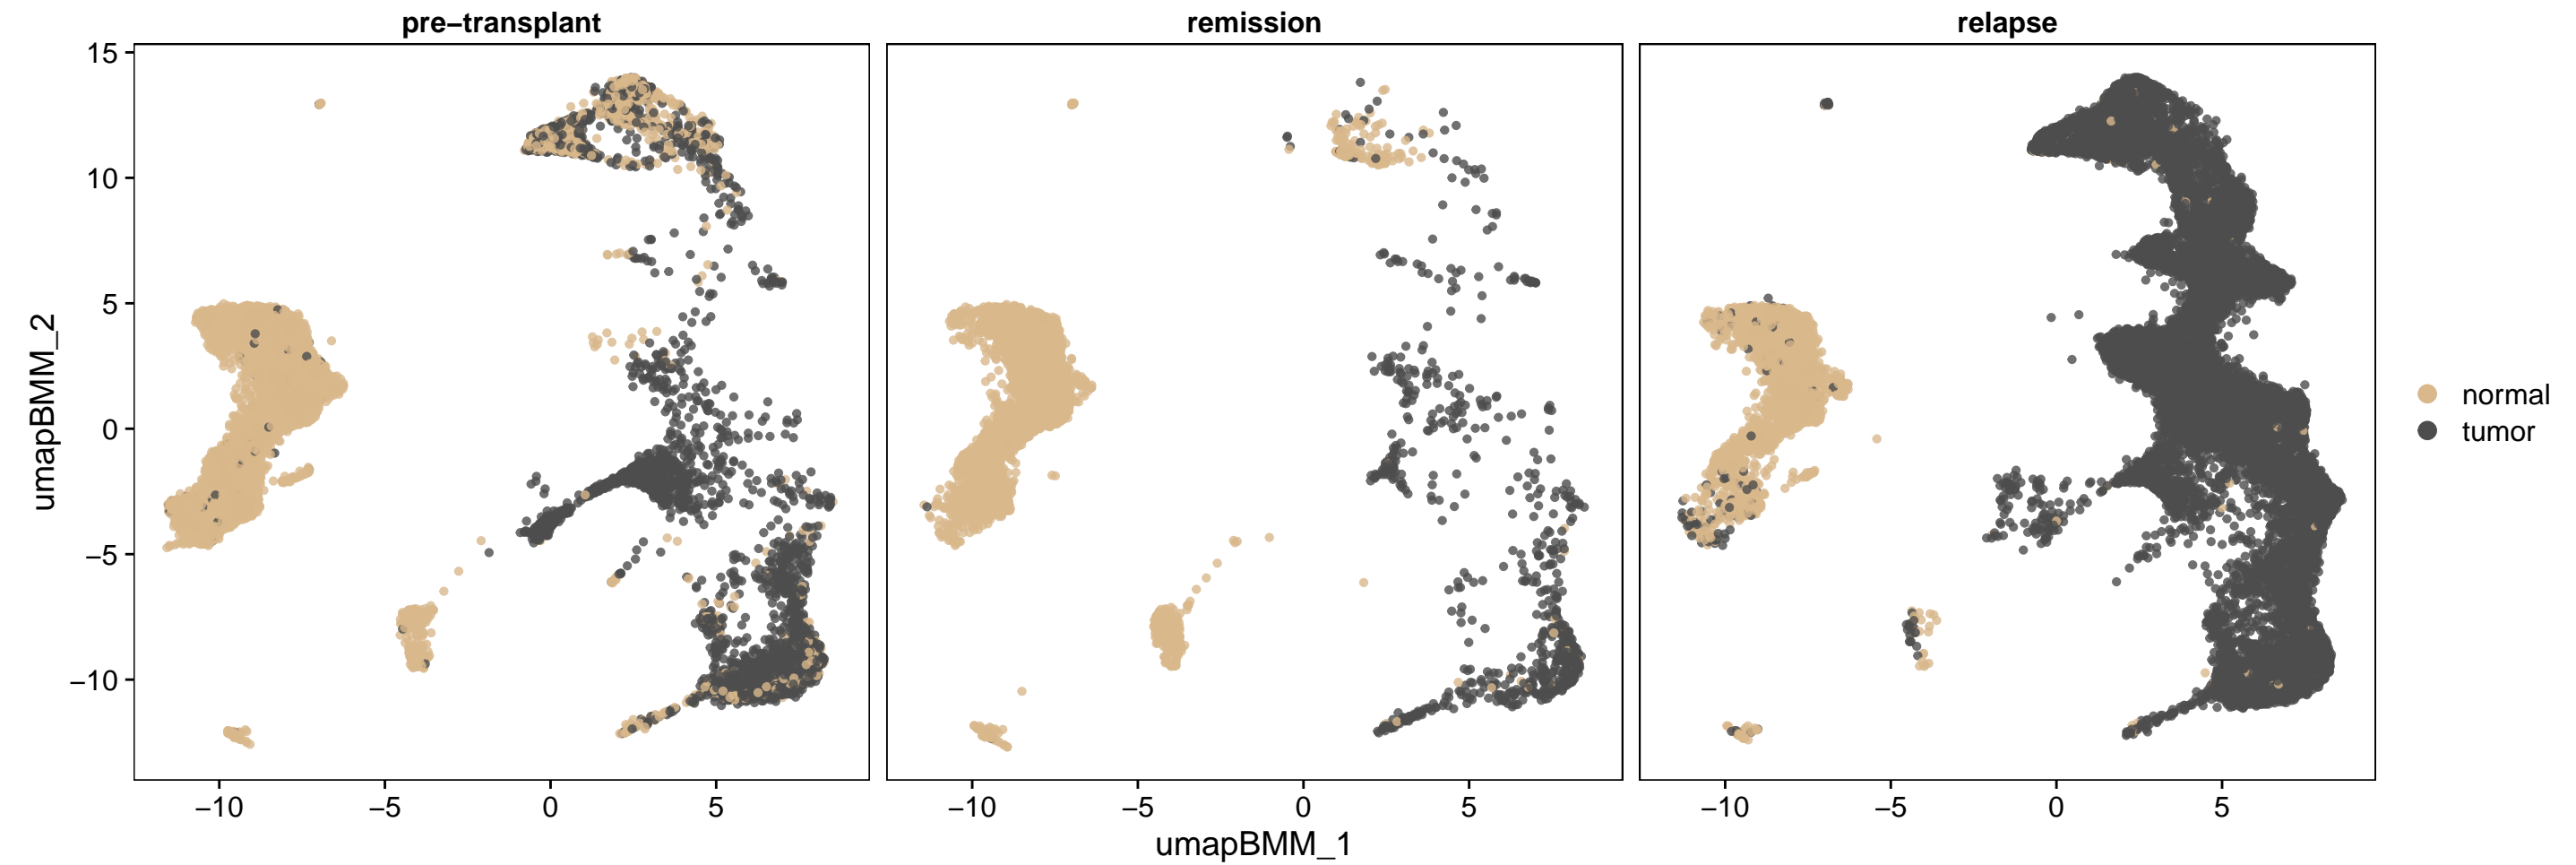 pre−transplant
remission
relapse
15
10
5
0
−5
−10
umapBMM_2
−10 −5 0 5
−10 −5 0 5
−10 −5 0 5
umapBMM_1
normal
tumor